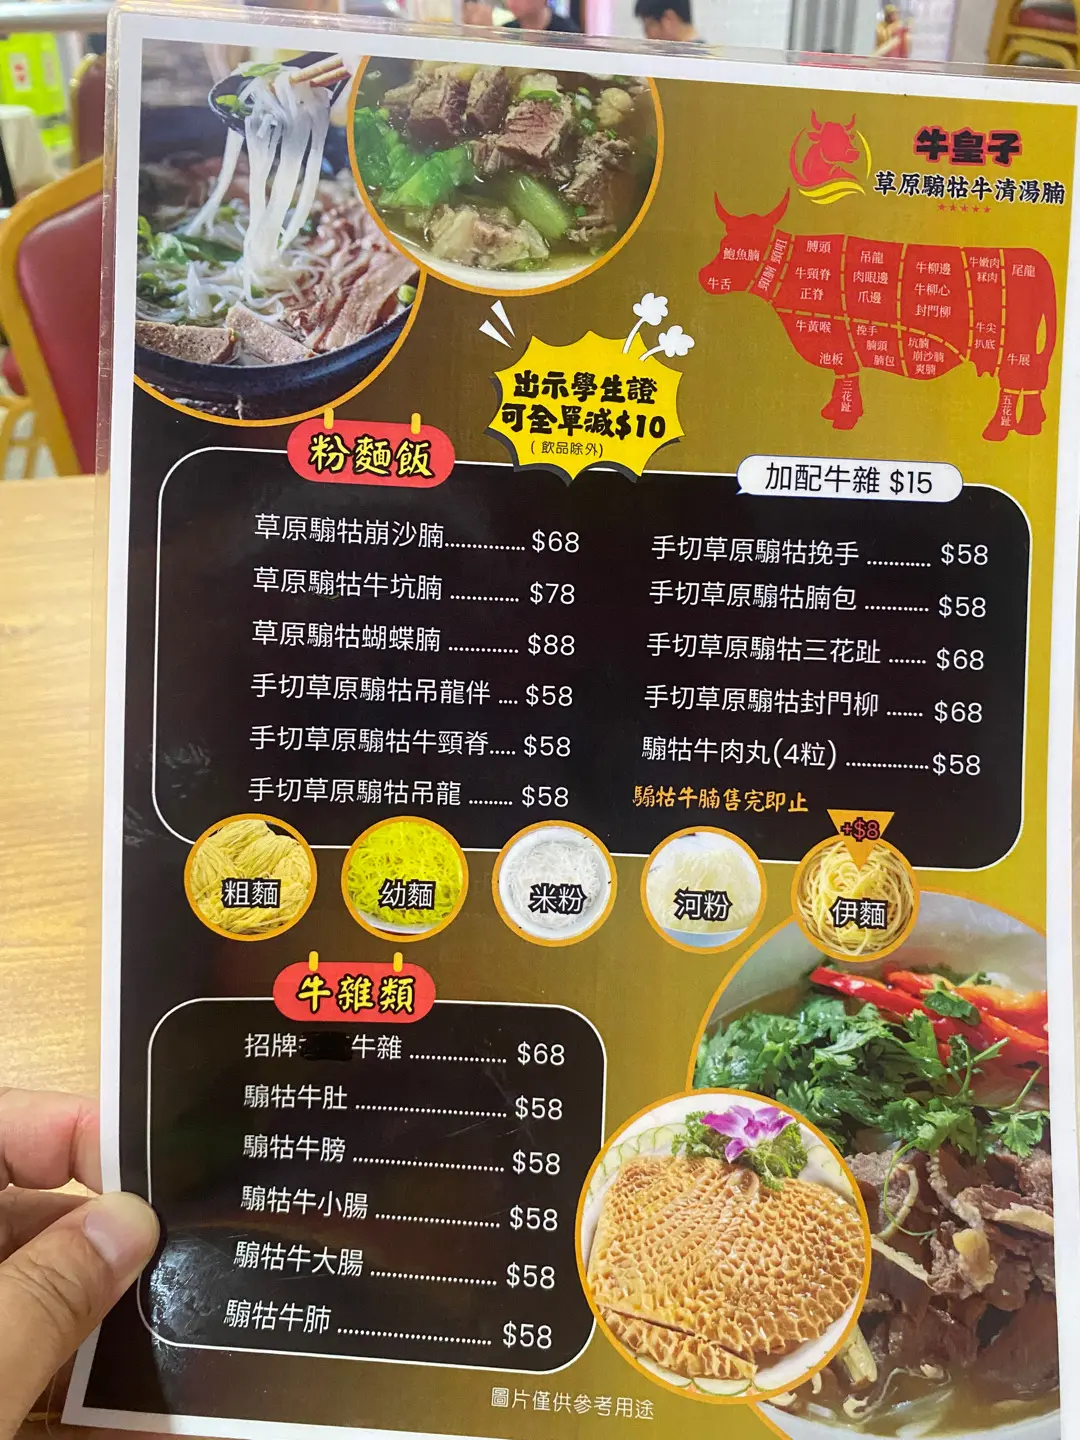 牛皇子
草原騸牯牛清湯腩
鮑魚腩
牛舌
膊頭
牛頸脊
正脊
吊龍
肉眼邊
爪邊
牛柳邊
牛柳心
封門柳
牛嫩肉
冧肉
尾龍
牛黃喉
池板
挽手
腩頭
腩包
坑腩
崩沙腩
爽腩
牛尖
扒底
牛展
三花趾
五花趾
出示學生證
可全單減$10
(飲品除外)
粉麵飯
加配牛雜 $15
草原騸牯崩沙腩............... $68
草原騸牯牛坑腩 ............. $78
草原騸牯蝴蝶腩 ............. $88
手切草原騸牯吊龍伴 .... $58
手切草原騸牯牛頸脊..... $58
手切草原騸牯吊龍 ......... $58
手切草原騸牯挽手 ............ $58
手切草原騸牯腩包 ............ $58
手切草原騸牯三花趾 ....... $68
手切草原騸牯封門柳 ....... $68
騸牯牛肉丸(4粒) ................ $58
騸牯牛腩售完即止
粗麵
幼麵
米粉
河粉
+$8
伊麵
牛雜類
招牌 牛雜 .................. $68
騸牯牛肚 ............................ $58
騸牯牛膀 ............................ $58
騸牯牛小腸 ....................... $58
騸牯牛大腸 ....................... $58
騸牯牛肺 ............................ $58
圖片僅供參考用途